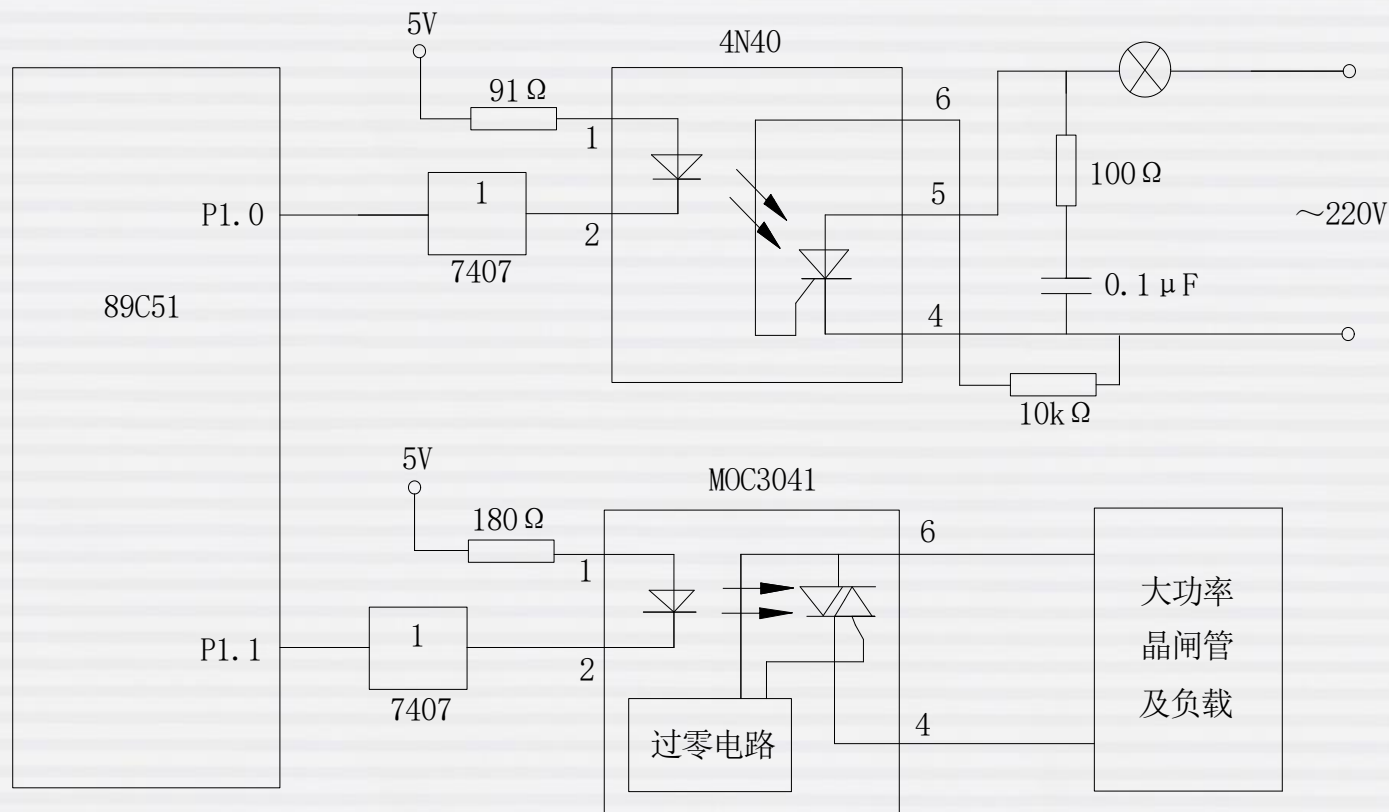 5V
4N40
91Ω
1
6
1
100Ω
P1.0
5
2
～220V
7407
0.1μF
89C51
4
10kΩ
5V
MOC3041
180Ω
6
1
大功率
1
晶闸管
P1.1
2
及负载
7407
4
过零电路